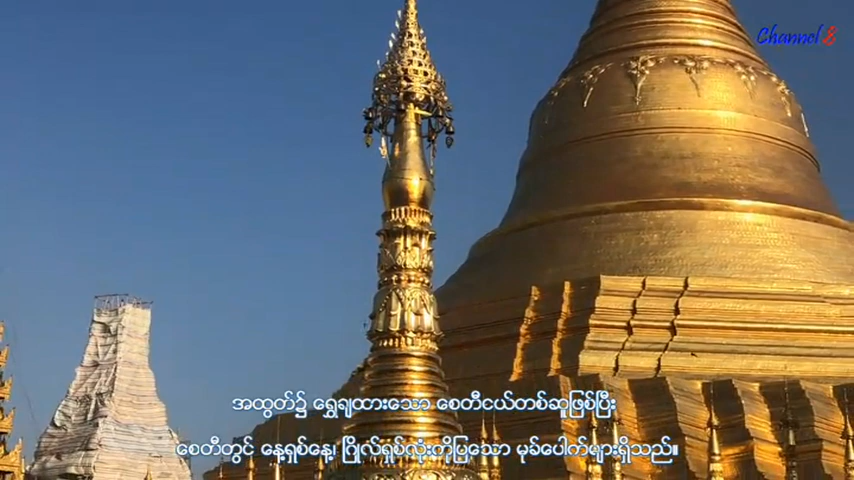 Channel 8
အထွတ်၌ ရွှေချထားသော စေတီငယ်တစ်ဆူဖြစ်ပြီး
စေတီတွင် နေ့ရှစ်နေ့၊ ဂြိုလ်ရှစ်လုံးကိုပြသော မုခ်ပေါက်များရှိသည်။